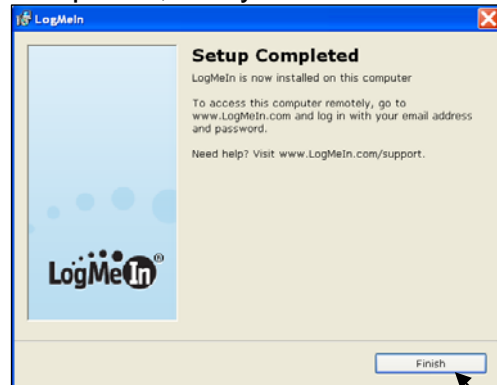 LogMeIn
Setup Completed
LogMeIn is now installed on this computer
To access this computer remotely, go to
www.LogMeIn.com and log in with your email address
and password.
Need help? Visit www.LogMeIn.com/support.
LogMeIn®
Finish